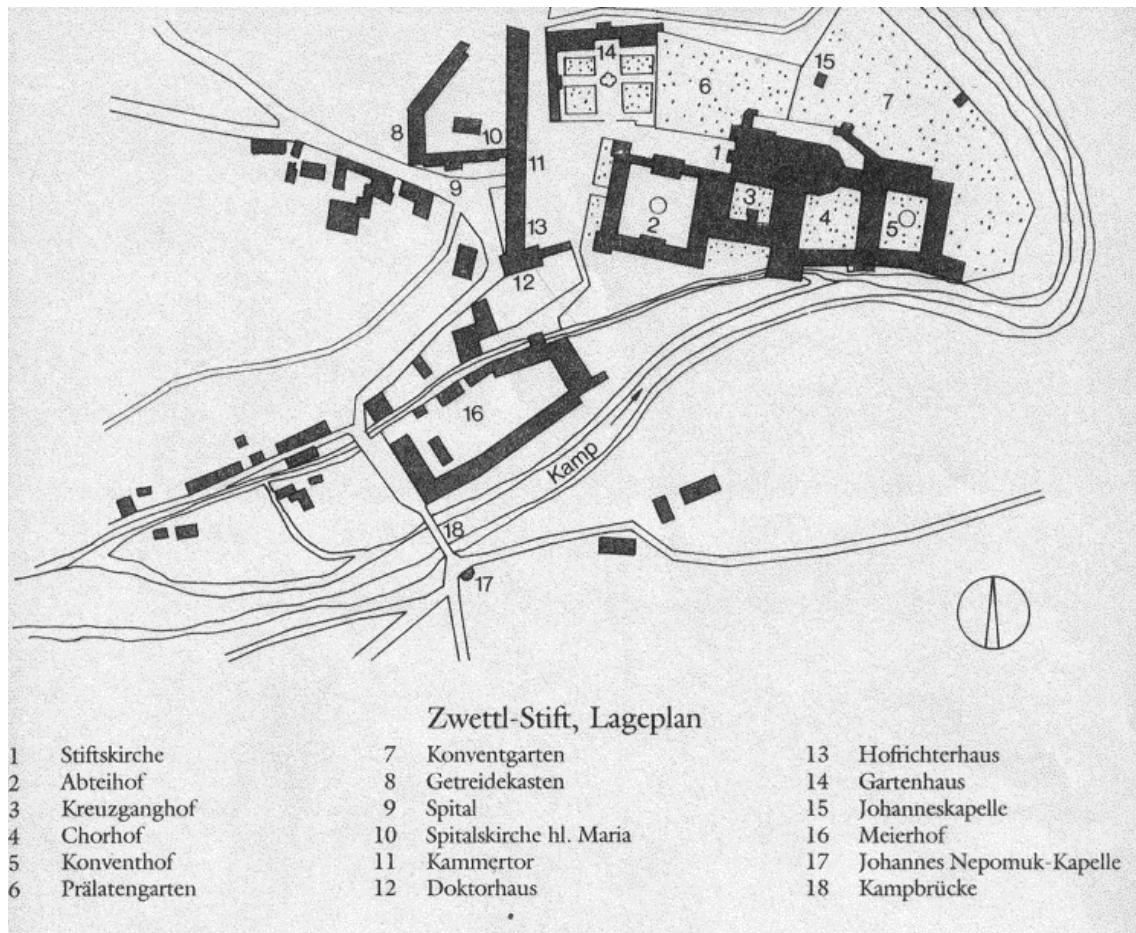 14
15
6
7
8
10
1
11
9
3
2
4
5
13
12
16
Kamp
18
17
Zwettl-Stift, Lageplan
1 Stiftskirche
2 Abteihof
3 Kreuzganghof
4 Chorhof
5 Konventhof
6 Prälatengarten
7 Konventgarten
8 Getreidekasten
9 Spital
10 Spitalskirche hl. Maria
11 Kammertor
12 Doktorhaus
13 Hofrichterhaus
14 Gartenhaus
15 Johanneskapelle
16 Meierhof
17 Johannes Nepomuk-Kapelle
18 Kampbrücke